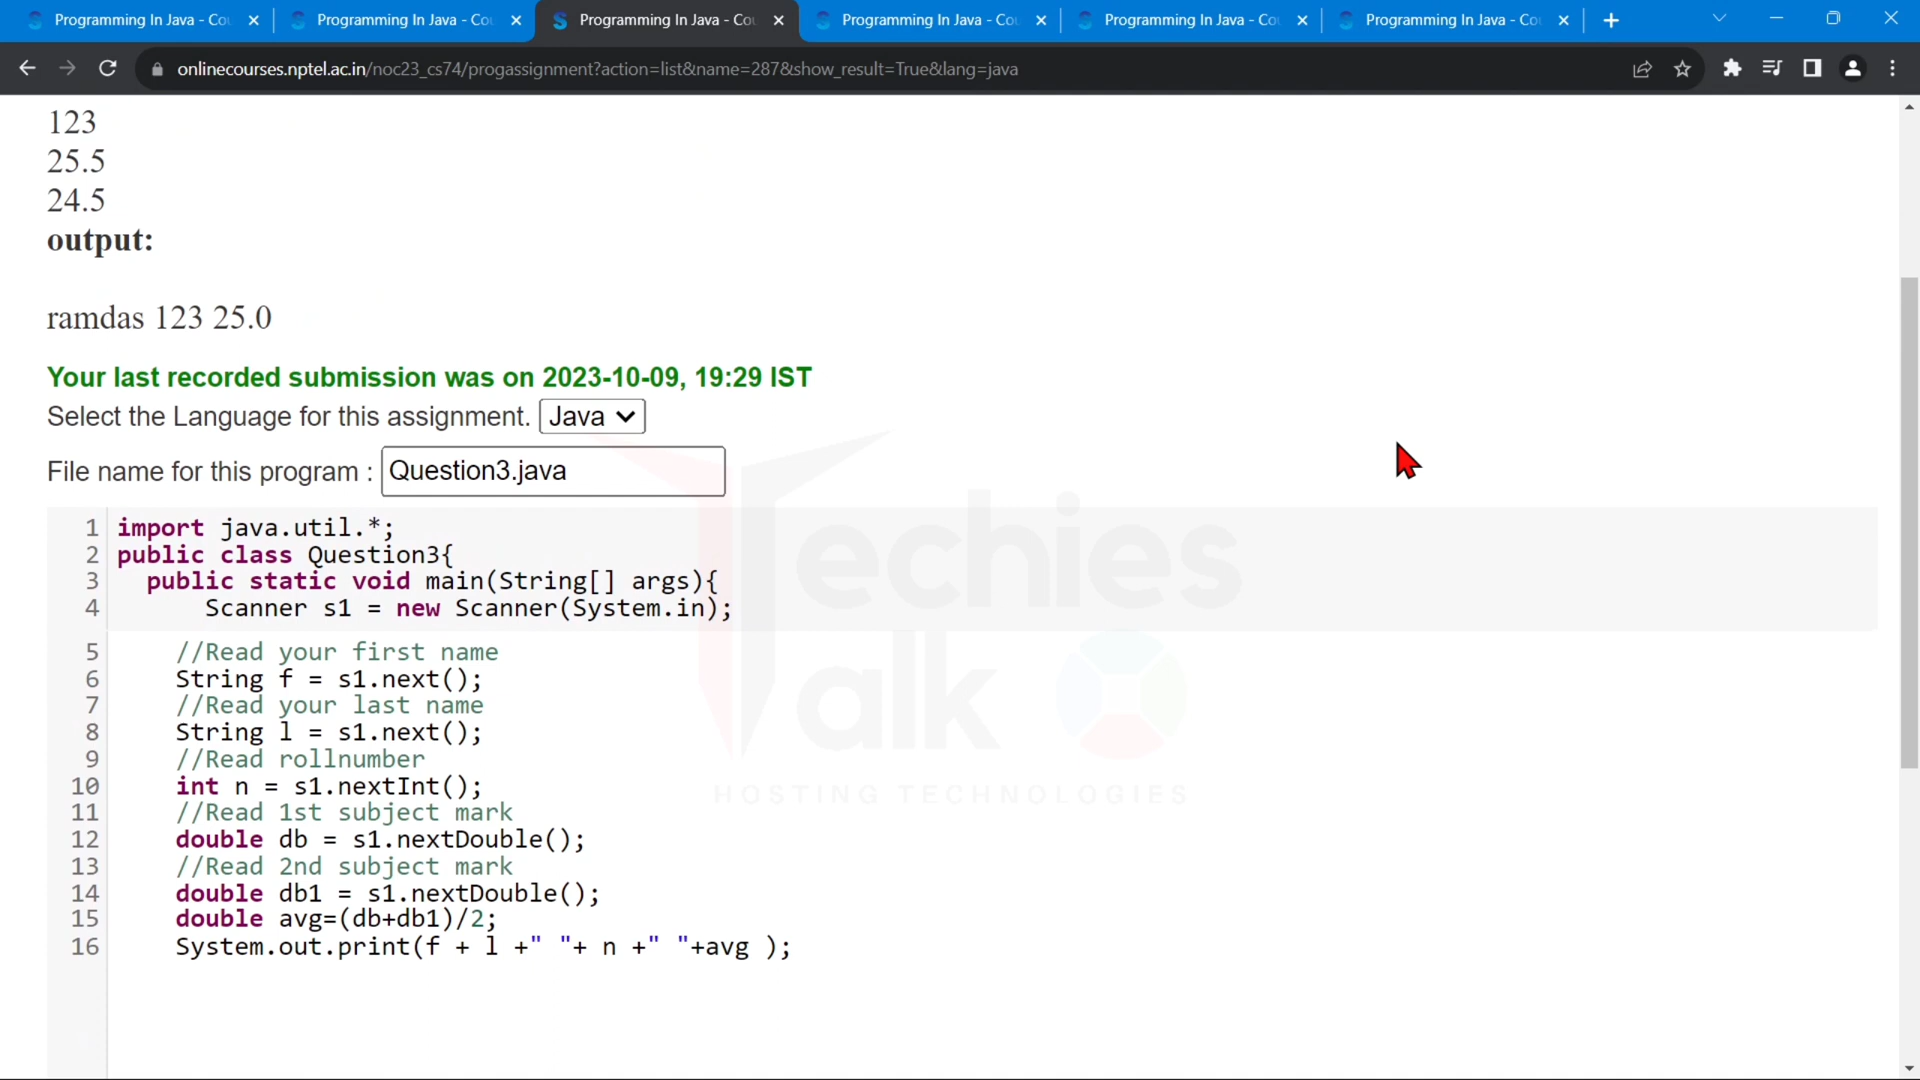 Programming In Java - Cou
Programming In Java - Cou
Programming In Java - Cou
Programming In Java - Cou
Programming In Java - Cou
Programming In Java - Cou
onlinecourses.nptel.ac.in/noc23_cs74/progassignment?action=list&name=287&show_result=True&lang=java
123
25.5
24.5
output:
ramdas 123 25.0
Your last recorded submission was on 2023-10-09, 19:29 IST
Select the Language for this assignment. Java
File name for this program : Question3.java
1 import java.util.*;
2 public class Question3{
3 public static void main(String[] args){
4 Scanner s1 = new Scanner(System.in);
5 //Read your first name
6 String f = s1.next();
7 //Read your last name
8 String l = s1.next();
9 //Read rollnumber
10 int n = s1.nextInt();
11 //Read 1st subject mark
12 double db = s1.nextDouble();
13 //Read 2nd subject mark
14 double db1 = s1.nextDouble();
15 double avg=(db+db1)/2;
16 System.out.print(f + l +" "+ n +" "+avg );
Techies
Talk
HOSTING TECHNOLOGIES